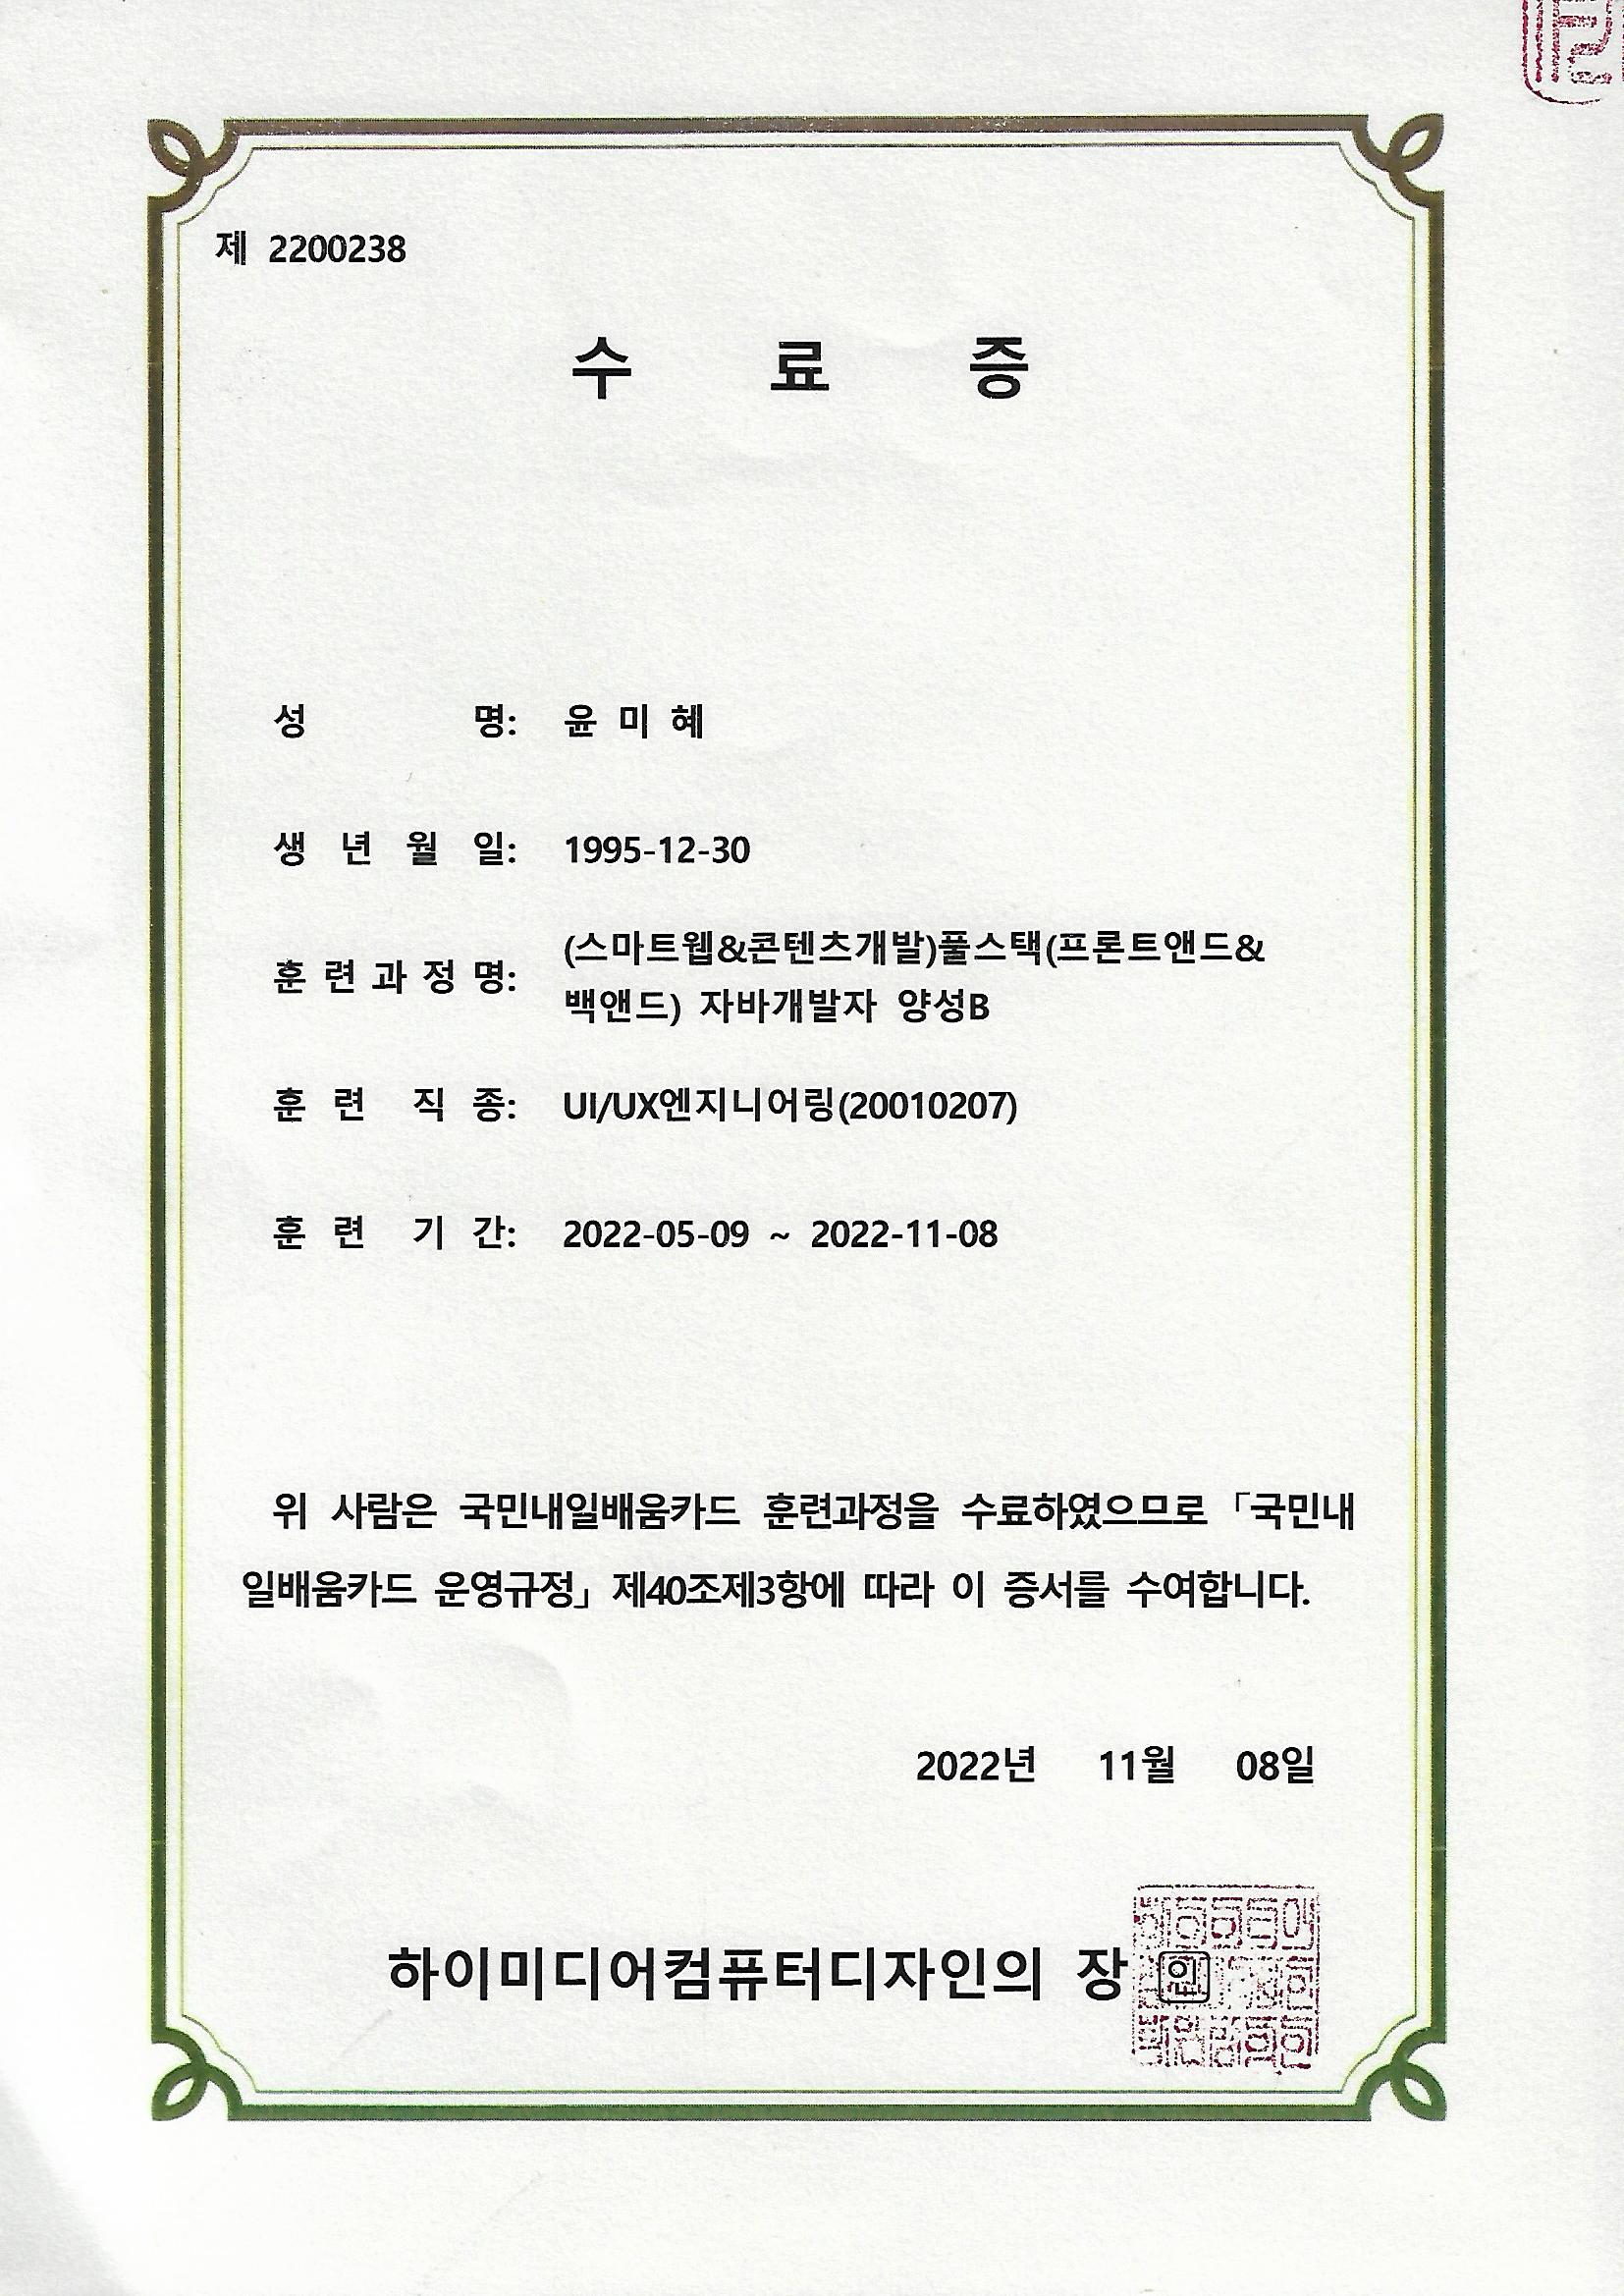 제 2200238
수 료 증
성 명: 윤 미 혜
생 년 월 일: 1995-12-30
훈 련 과 정 명: (스마트웹&콘텐츠개발)풀스택(프론트앤드&
백앤드) 자바개발자 양성B
훈 련 직 종: UI/UX엔지니어링(20010207)
훈 련 기 간: 2022-05-09 ~ 2022-11-08
위 사람은 국민내일배움카드 훈련과정을 수료하였으므로 「국민내
일배움카드 운영규정」 제40조제3항에 따라 이 증서를 수여합니다.
2022년 11월 08일
하이미디어컴퓨터디자인의 장 인